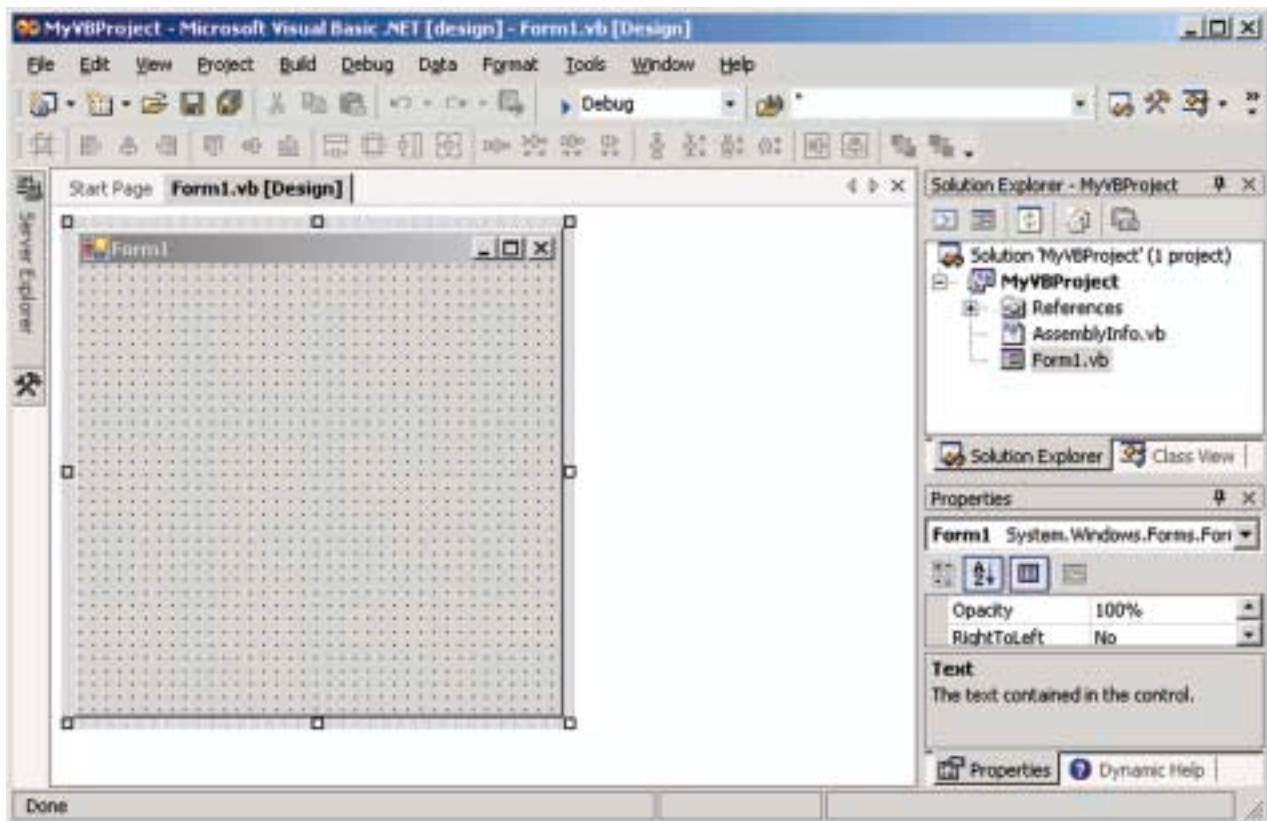 MyVBProject - Microsoft Visual Basic .NET [design] - Form1.vb [Design]
File Edit View Project Build Debug Data Format Tools Window Help
Debug
Start Page Form1.vb [Design]
Server Explorer
Form1
Solution Explorer - MyVBProject
Solution 'MyVBProject' (1 project)
MyVBProject
References
AssemblyInfo.vb
Form1.vb
Solution Explorer Class View
Properties
Form1 System.Windows.Forms.Forr
Opacity 100%
RightToLeft No
Text
The text contained in the control.
Properties Dynamic Help
Done